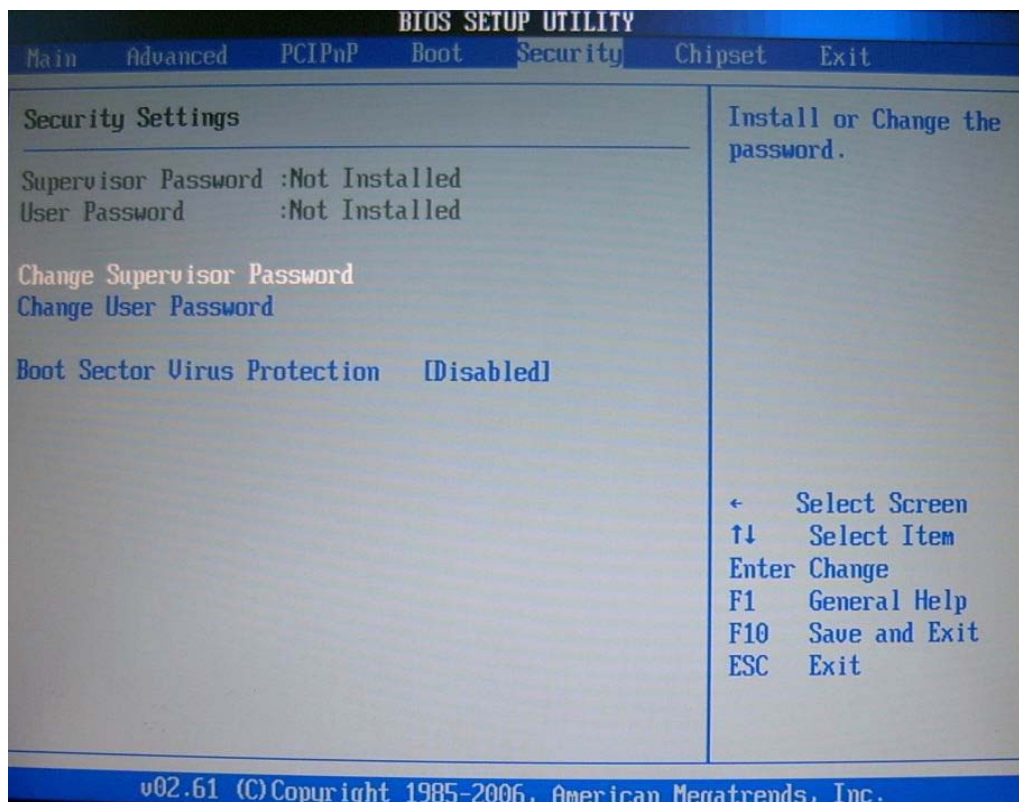 BIOS SETUP UTILITY
Main Advanced PCIPnP Boot Security Chipset Exit
Security Settings
Supervisor Password :Not Installed
User Password :Not Installed
Change Supervisor Password
Change User Password
Boot Sector Virus Protection [Disabled]
Install or Change the
password.
← Select Screen
↑↓ Select Item
Enter Change
F1 General Help
F10 Save and Exit
ESC Exit
v02.61 (C)Copyright 1985-2006, American Megatrends, Inc.